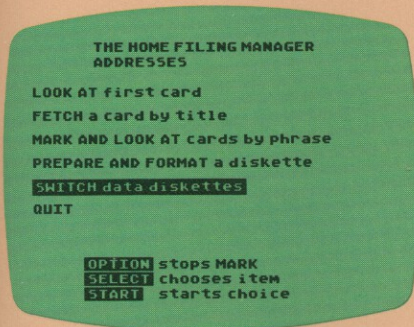 THE HOME FILING MANAGER
ADDRESSES
LOOK AT first card
FETCH a card by title
MARK AND LOOK AT cards by phrase
PREPARE AND FORMAT a diskette
SWITCH data diskettes
QUIT
OPTION stops MARK
SELECT chooses item
START starts choice